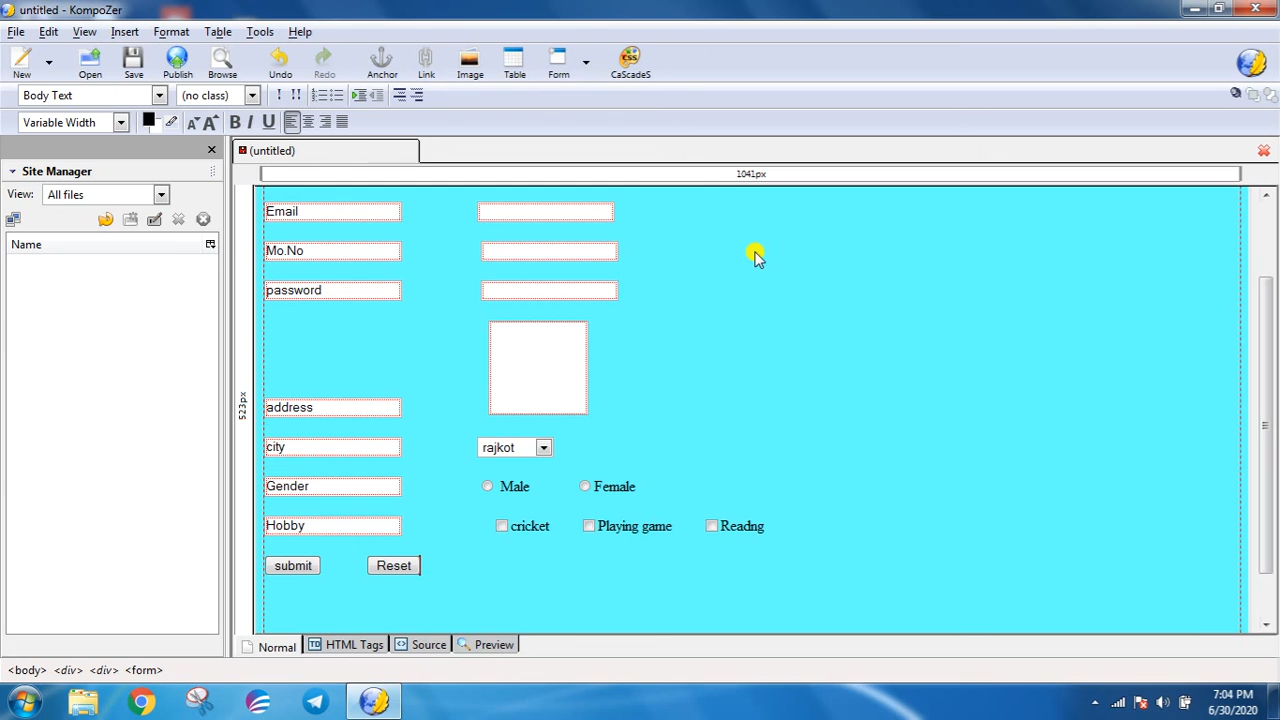 untitled - KompoZer
File Edit View Insert Format Table Tools Help
New Open Save Publish Browse Undo Redo Anchor Link Image Table Form CaScadeS
Body Text (no class)
Variable Width
(untitled)
Site Manager
View: All files
Name
1041px
523px
Email
Mo.No
password
address
city rajkot
Gender Male Female
Hobby cricket Playing game Readng
submit Reset
Normal HTML Tags Source Preview
<body> <div> <div> <form>
7:04 PM
6/30/2020